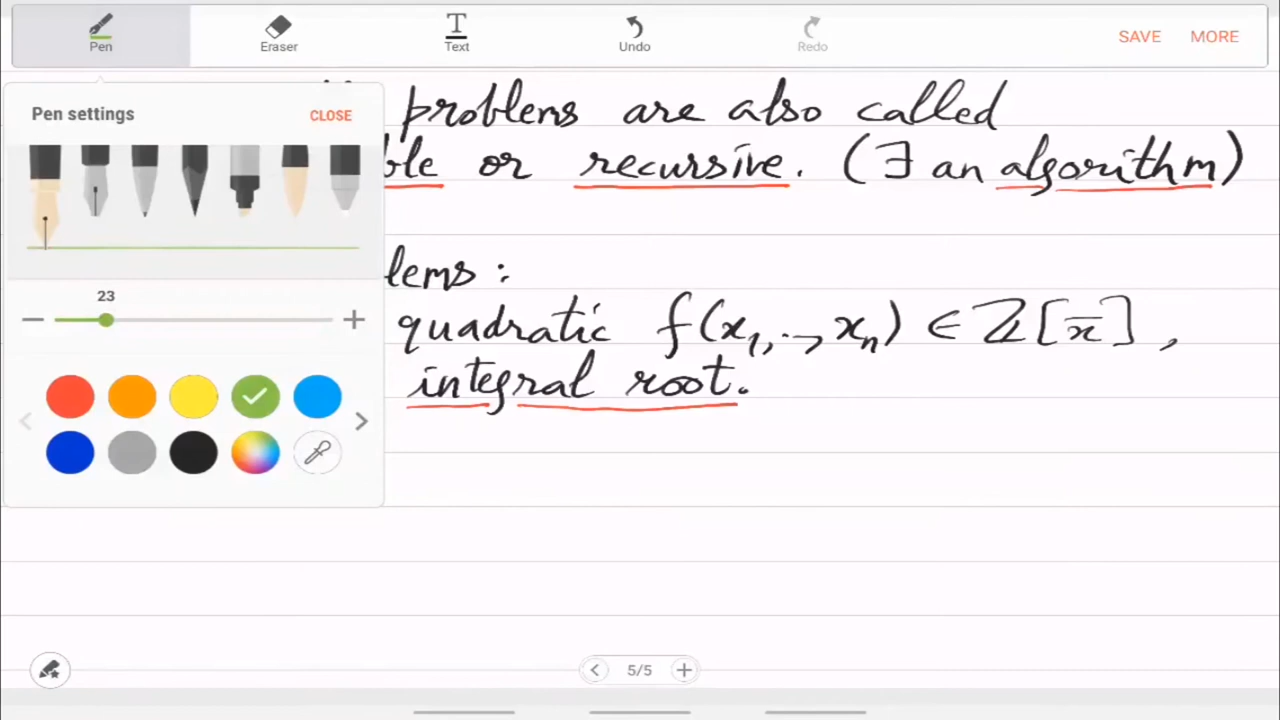 Pen
Eraser
Text
Undo
Redo
SAVE
MORE
Pen settings
CLOSE
23
problems are also called
ble or recursive. (∃ an algorithm)
lems :
quadratic f(x₁,..,xₙ) ∈ ℤ[x̄],
integral root.
5/5